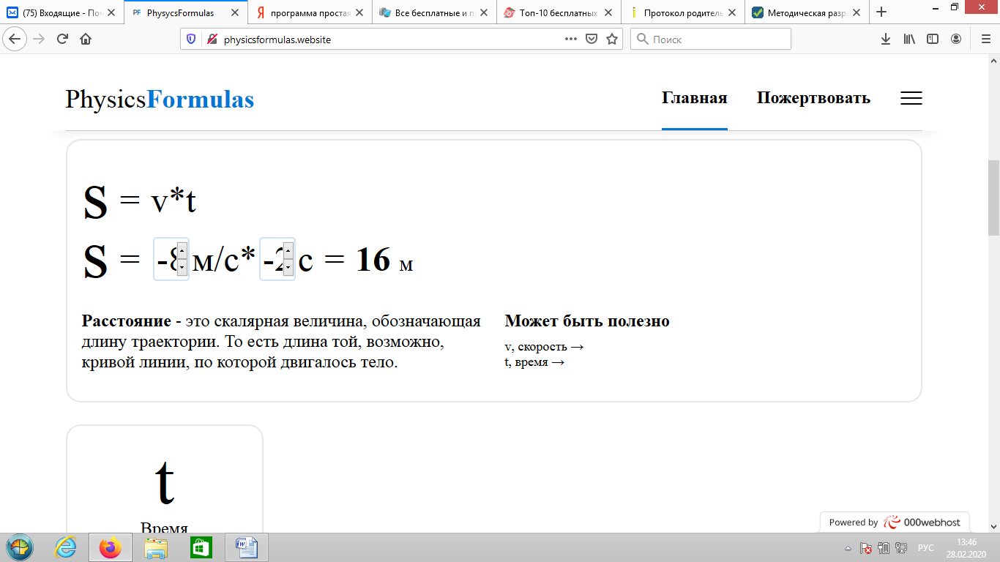 (75) Входящие - Поч
PhysycsFormulas
программа простая
Все бесплатные и п
Топ-10 бесплатных
Протокол родитель
Методическая разра
physicsformulas.website
Поиск
PhysicsFormulas
Главная
Пожертвовать
S = v*t
S = -8 м/с* -2 с = 16 м
Расстояние - это скалярная величина, обозначающая
длину траектории. То есть длина той, возможно,
кривой линии, по которой двигалось тело.
Может быть полезно
v, скорость →
t, время →
t
Время
Powered by 000webhost
РУС
13:46
28.02.2020